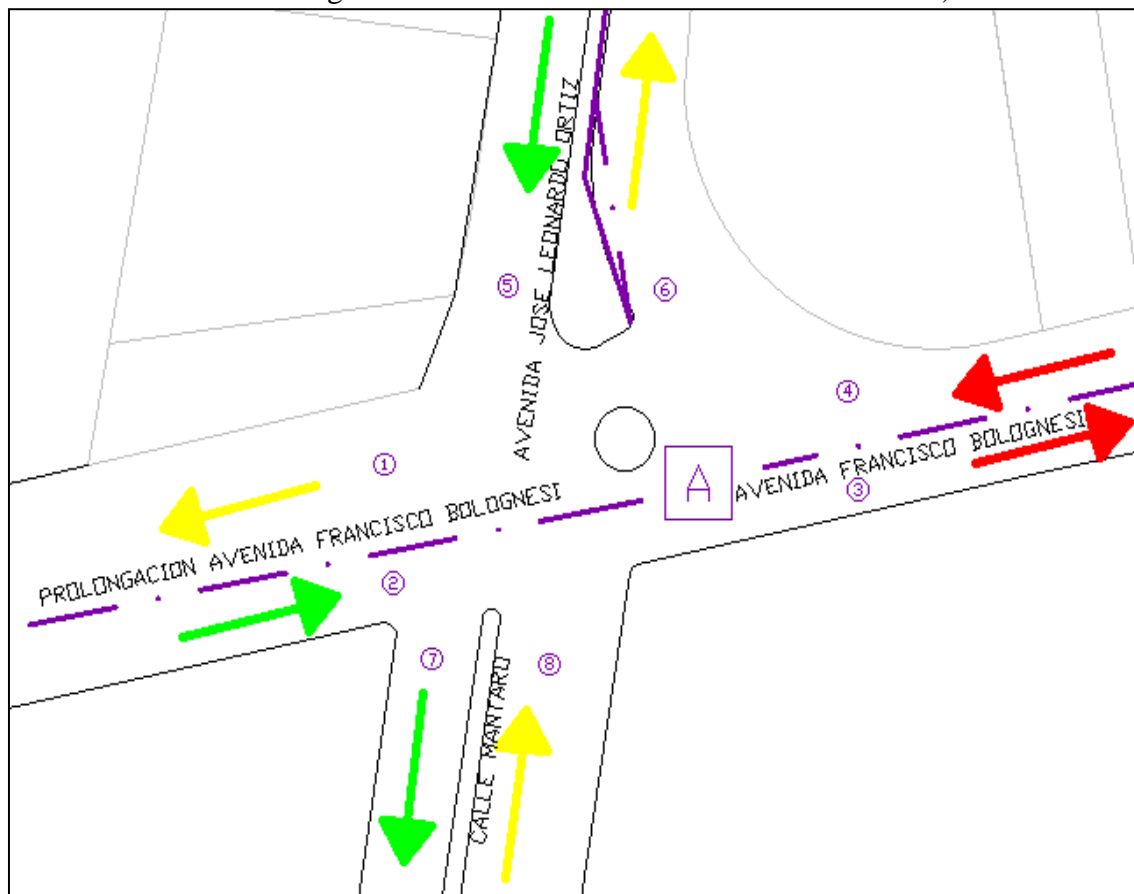 AVENIDA JOSE LEONARDO ORTIZ
5
6
4
1
A
AVENIDA FRANCISCO BOLOGNESI
3
PROLONGACION AVENIDA FRANCISCO BOLOGNESI
2
7
8
CALLE MANTARO